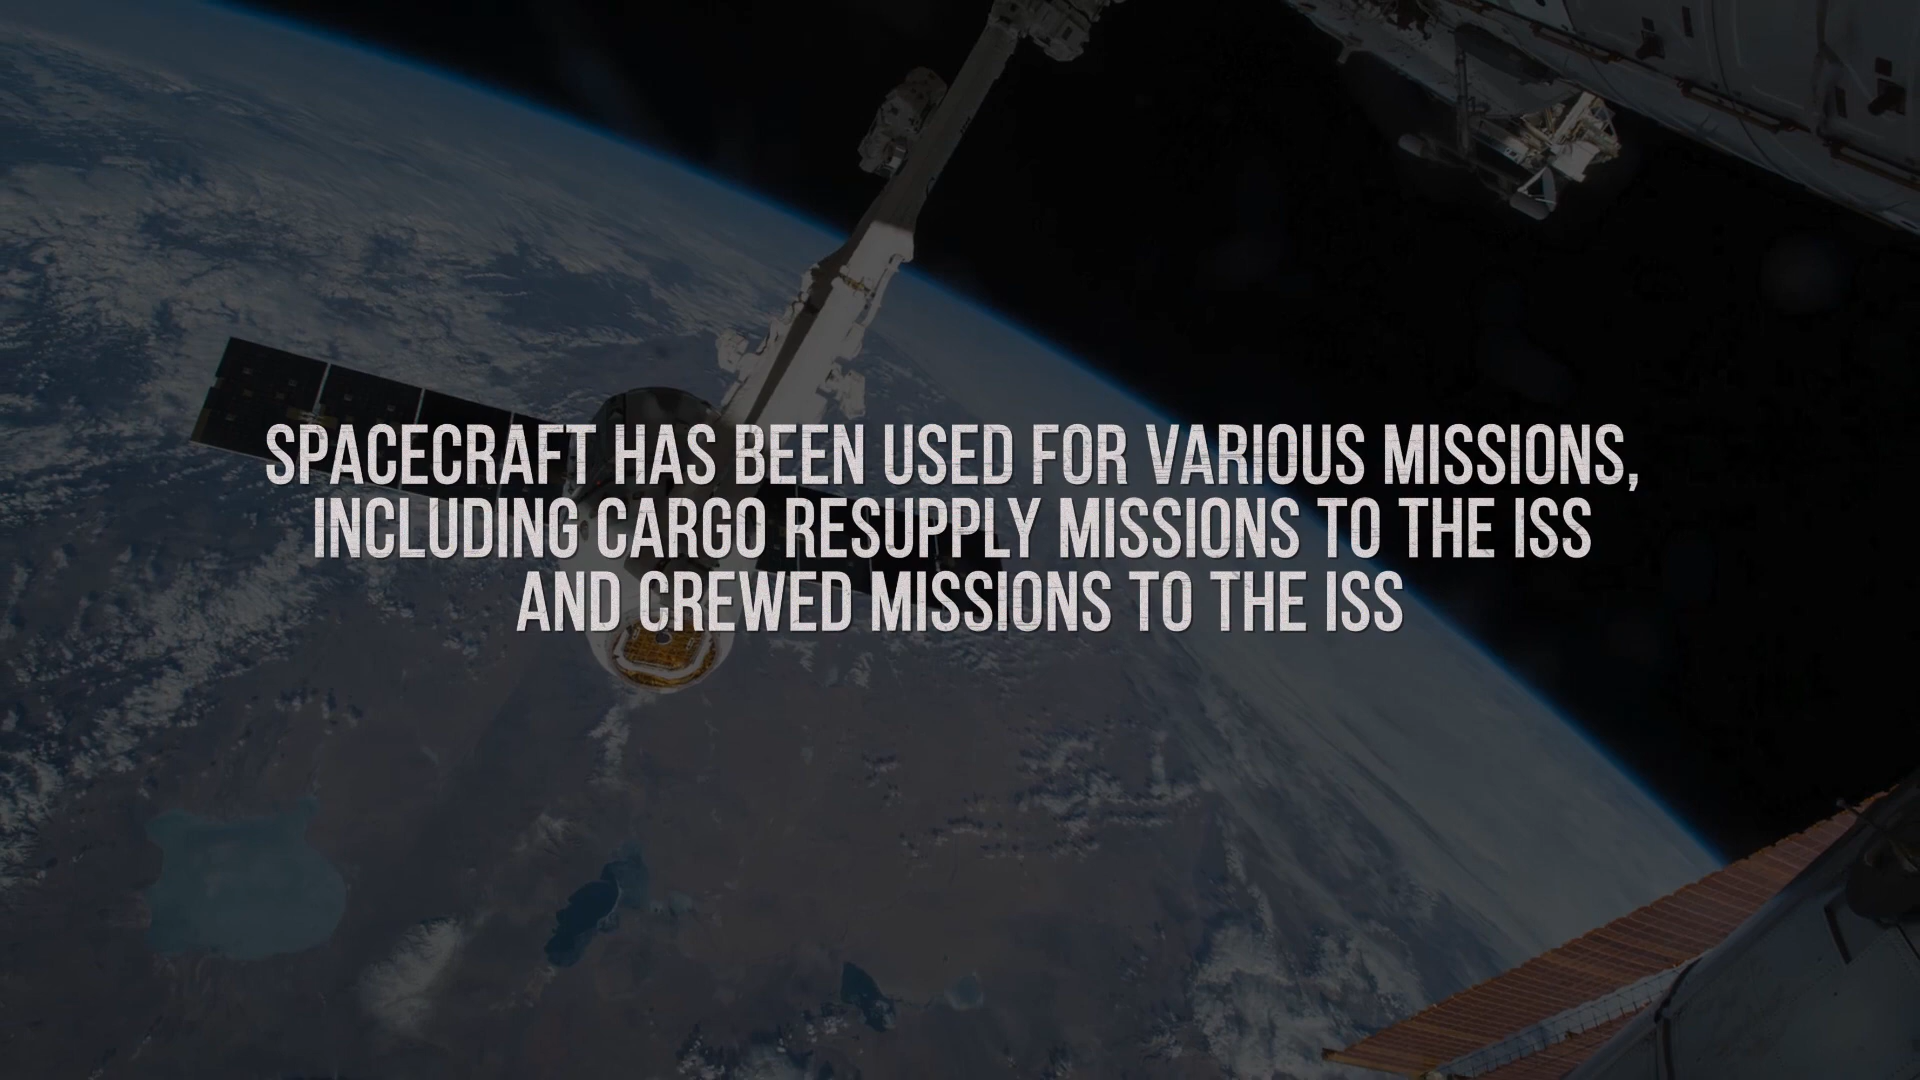 SPACECRAFT HAS BEEN USED FOR VARIOUS MISSIONS,
INCLUDING CARGO RESUPPLY MISSIONS TO THE ISS
AND CREWED MISSIONS TO THE ISS